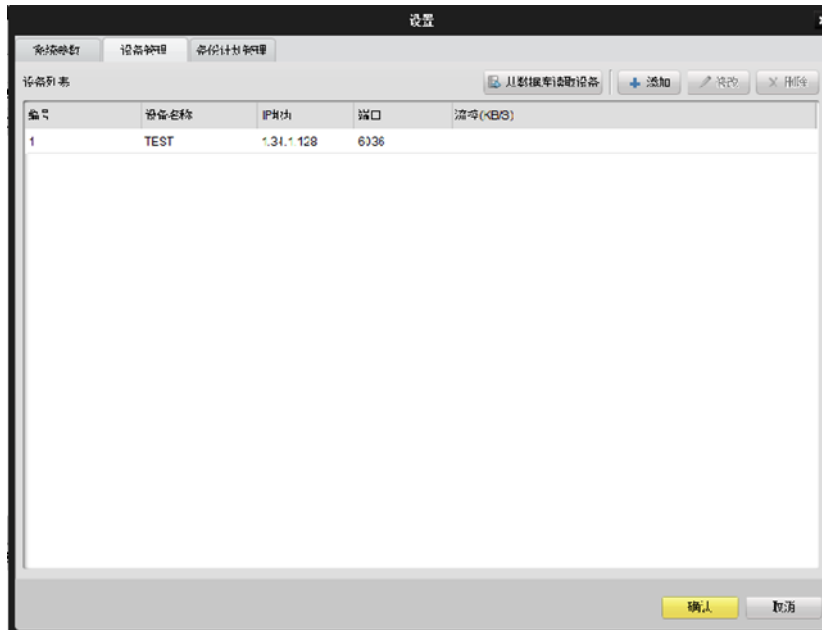 设置
系统参数 设备管理 备份计划管理
设备列表 从数据库读取设备 添加 修改 删除
编号 设备名称 IP地址 端口 (KB/S)
1 TEST 1.34.1.128 6036
确认 取消